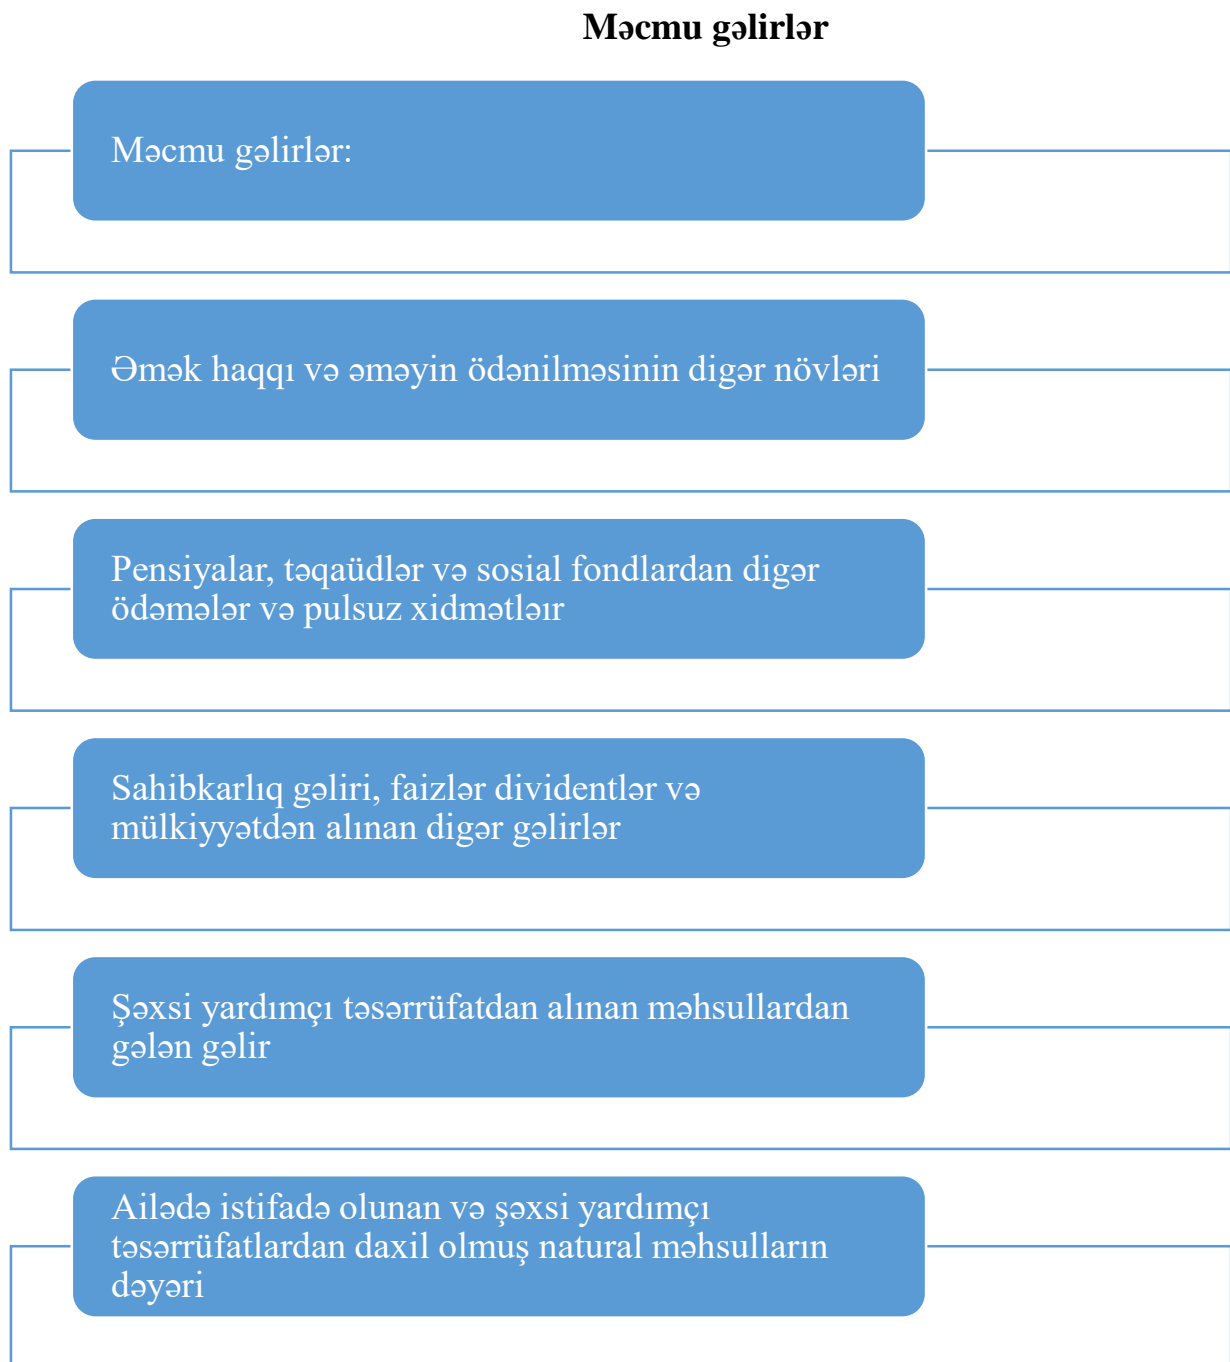 Məcmu gəlirlər
Məcmu gəlirlər:
Əmək haqqı və əməyin ödənilməsinin digər növləri
Pensiyalar, təqaüdlər və sosial fondlardan digər
ödəmələr və pulsuz xidmətləır
Sahibkarlıq gəliri, faizlər dividentlər və
mülkiyyətdən alınan digər gəlirlər
Şəxsi yardımçı təsərrüfatdan alınan məhsullardan
gələn gəlir
Ailədə istifadə olunan və şəxsi yardımçı
təsərrüfatlardan daxil olmuş natural məhsulların
dəyəri